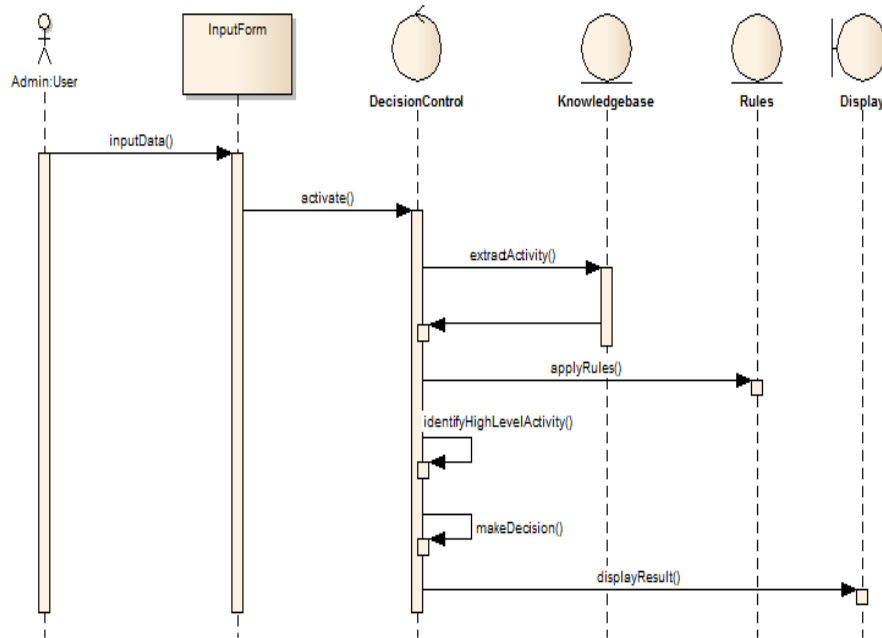 InputForm
Admin:User
DecisionControl
Knowledgebase
Rules
Display
inputData()
activate()
extractActivity()
applyRules()
identifyHighLevelActivity()
makeDecision()
displayResult()